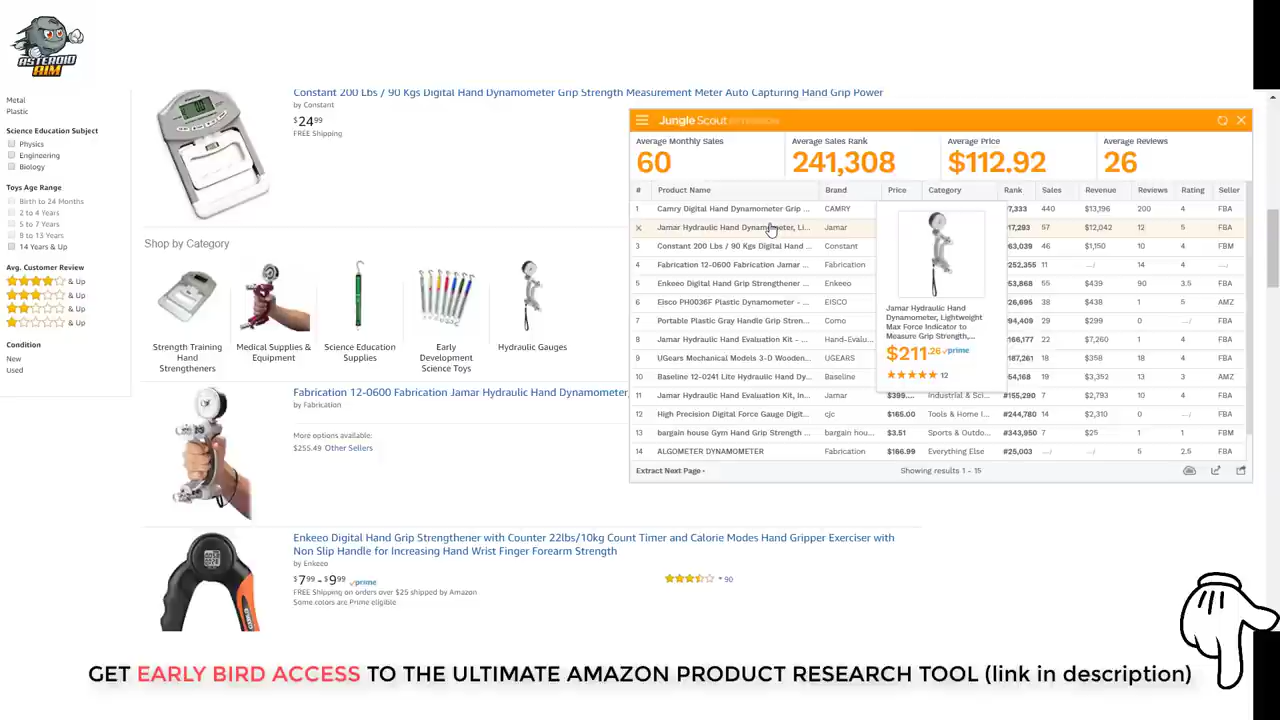 ASTEROID
AIM
Metal
Plastic
Science Education Subject
Physics
Engineering
Biology
Toys Age Range
Birth to 24 Months
2 to 4 Years
5 to 7 Years
8 to 13 Years
14 Years & Up
Avg. Customer Review
& Up
& Up
& Up
& Up
Condition
New
Used
Constant 200 Lbs / 90 Kgs Digital Hand Dynamometer Grip Strength Measurement Meter Auto Capturing Hand Grip Power
by Constant
$24.99
FREE Shipping
Shop by Category
Strength Training Hand Strengtheners
Medical Supplies & Equipment
Science Education Supplies
Early Development Science Toys
Hydraulic Gauges
Fabrication 12-0600 Fabrication Jamar Hydraulic Hand Dynamometer,
by Fabrication
More options available:
$255.49 Other Sellers
Enkeeo Digital Hand Grip Strengthener with Counter 22lbs/10kg Count Timer and Calorie Modes Hand Gripper Exerciser with
Non Slip Handle for Increasing Hand Wrist Finger Forearm Strength
by Enkeeo
$7.99 - $9.99 prime
90
FREE Shipping on orders over $25 shipped by Amazon
Some colors are Prime eligible
Jungle Scout
Average Monthly Sales Average Sales Rank Average Price Average Reviews
60 241,308 $112.92 26
# Product Name Brand Price Category Rank Sales Revenue Reviews Rating Seller
1 Camry Digital Hand Dynamometer Grip ... CAMRY 7,333 440 $13,196 200 4 FBA
Jamar Hydraulic Hand Dynamometer, Li... Jamar 57 $12,042 12 5 FBA
3 Constant 200 Lbs / 90 Kgs Digital Hand ... Constant 63,039 46 $1,150 10 4 FBM
4 Fabrication 12-0600 Fabrication Jamar ... Fabrication 252,355 11 --/ 14 4 --/
5 Enkeeo Digital Hand Grip Strengthener ... Enkeeo 53,868 55 $439 90 3.5 FBA
6 Eisco PH0036F Plastic Dynamometer - ... EISCO 26,695 38 $438 1 5 AMZ
7 Portable Plastic Gray Handle Grip Stren... Como 94,409 29 $299 0 --/ FBA
8 Jamar Hydraulic Hand Evaluation Kit - ... Hand-Evalu... 22 $7,260 1 4 FBA
9 UGears Mechanical Models 3-D Wooden... UGEARS 187,261 18 $358 18 4 FBA
10 Baseline 12-0241 Lite Hydraulic Hand Dy... Baseline 54,168 19 $3,352 13 3 AMZ
11 Jamar Hydraulic Hand Evaluation Kit, In... Jamar $399.... Industrial & Sci... #155,290 7 $2,793 10 4 FBA
12 High Precision Digital Force Gauge Digit... cjc $165.00 Tools & Home I... #244,780 14 $2,310 0 --/ FBA
13 bargain house Gym Hand Grip Strength ... bargain hou... $3.51 Sports & Outdo... #343,950 7 $25 1 1 FBM
14 ALGOMETER DYNAMOMETER Fabrication $166.99 Everything Else #25,003 --/ --/ 5 2.5 FBA
Jamar Hydraulic Hand
Dynamometer, Lightweight
Max Force Indicator to
Measure Grip Strength,...
$211.26 prime
12
Extract Next Page Showing results 1 - 15
GET EARLY BIRD ACCESS TO THE ULTIMATE AMAZON PRODUCT RESEARCH TOOL (link in description)